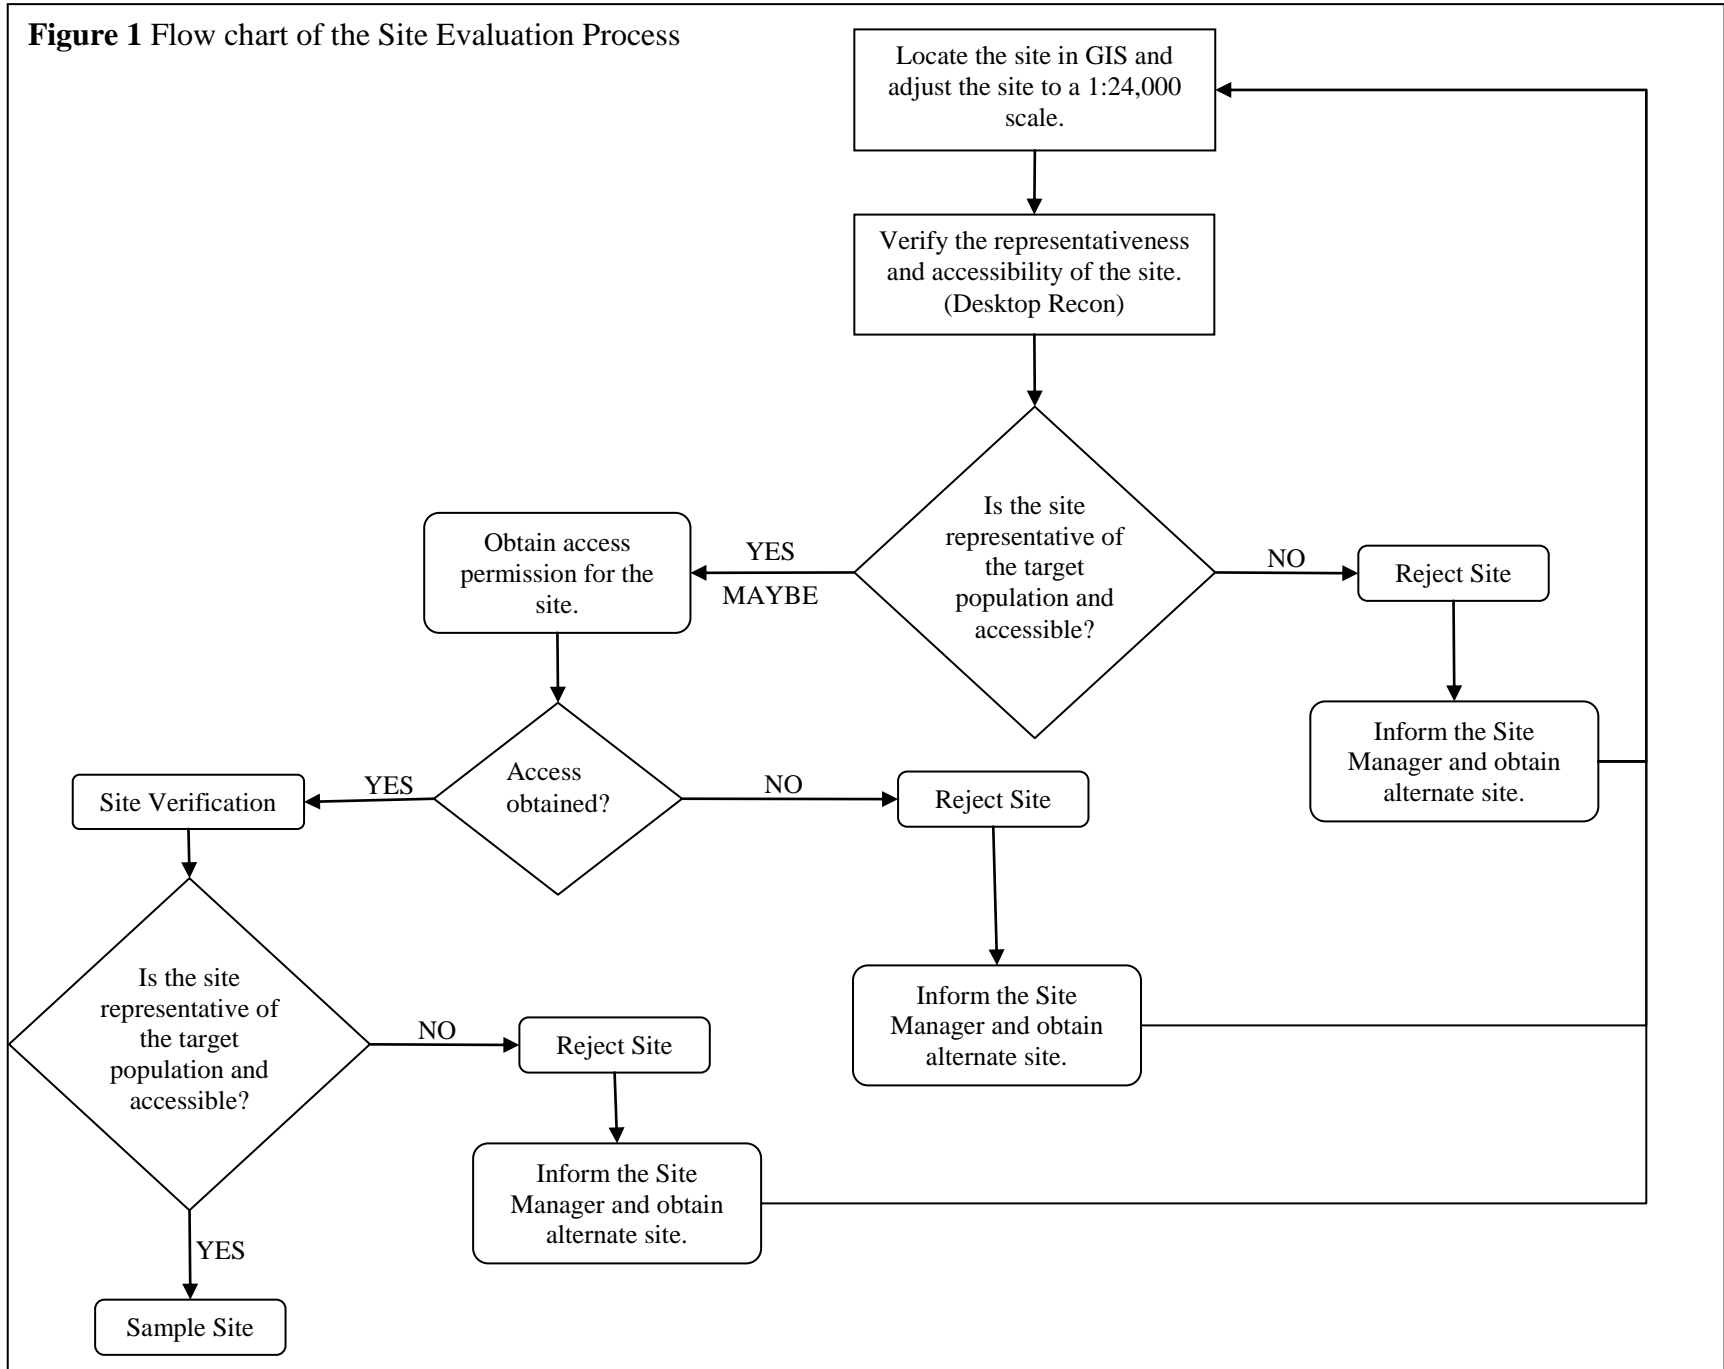 Figure 1 Flow chart of the Site Evaluation Process
Locate the site in GIS and
adjust the site to a 1:24,000
scale.
Verify the representativeness
and accessibility of the site.
(Desktop Recon)
Is the site
representative of
the target
population and
accessible?
YES
MAYBE
NO
Obtain access
permission for the
site.
Reject Site
Inform the Site
Manager and obtain
alternate site.
Access
obtained?
YES
NO
Site Verification
Reject Site
Inform the Site
Manager and obtain
alternate site.
Is the site
representative of
the target
population and
accessible?
NO
Reject Site
Inform the Site
Manager and obtain
alternate site.
YES
Sample Site